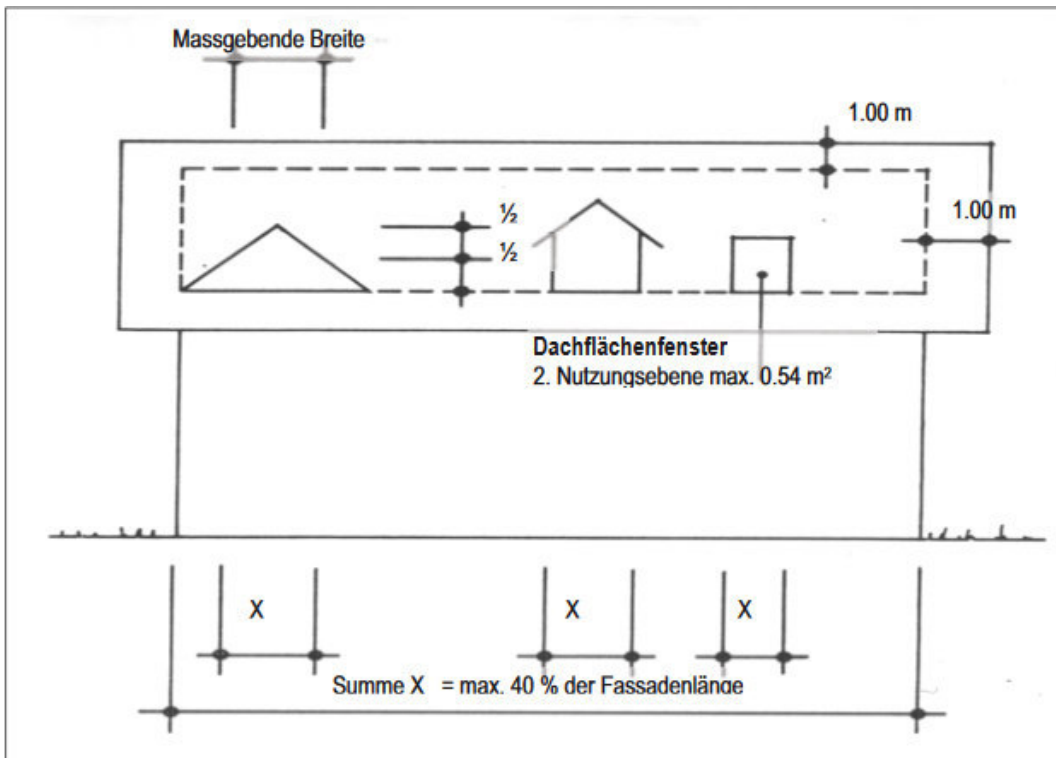 Massgebende Breite
1.00 m
1.00 m
½
½
Dachflächenfenster
2. Nutzungsebene max. 0.54 m²
X
X
X
Summe X = max. 40 % der Fassadenlänge